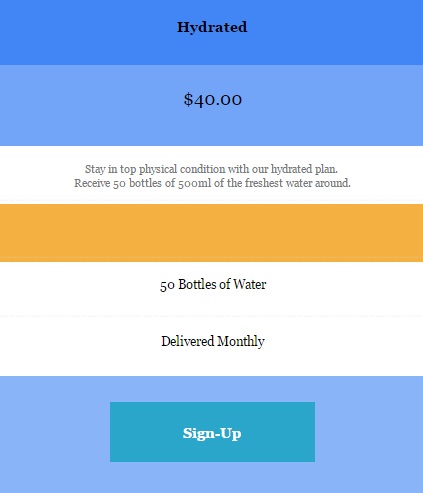 Hydrated
$40.00
Stay in top physical condition with our hydrated plan.
Receive 50 bottles of 500ml of the freshest water around.
50 Bottles of Water
Delivered Monthly
Sign-Up